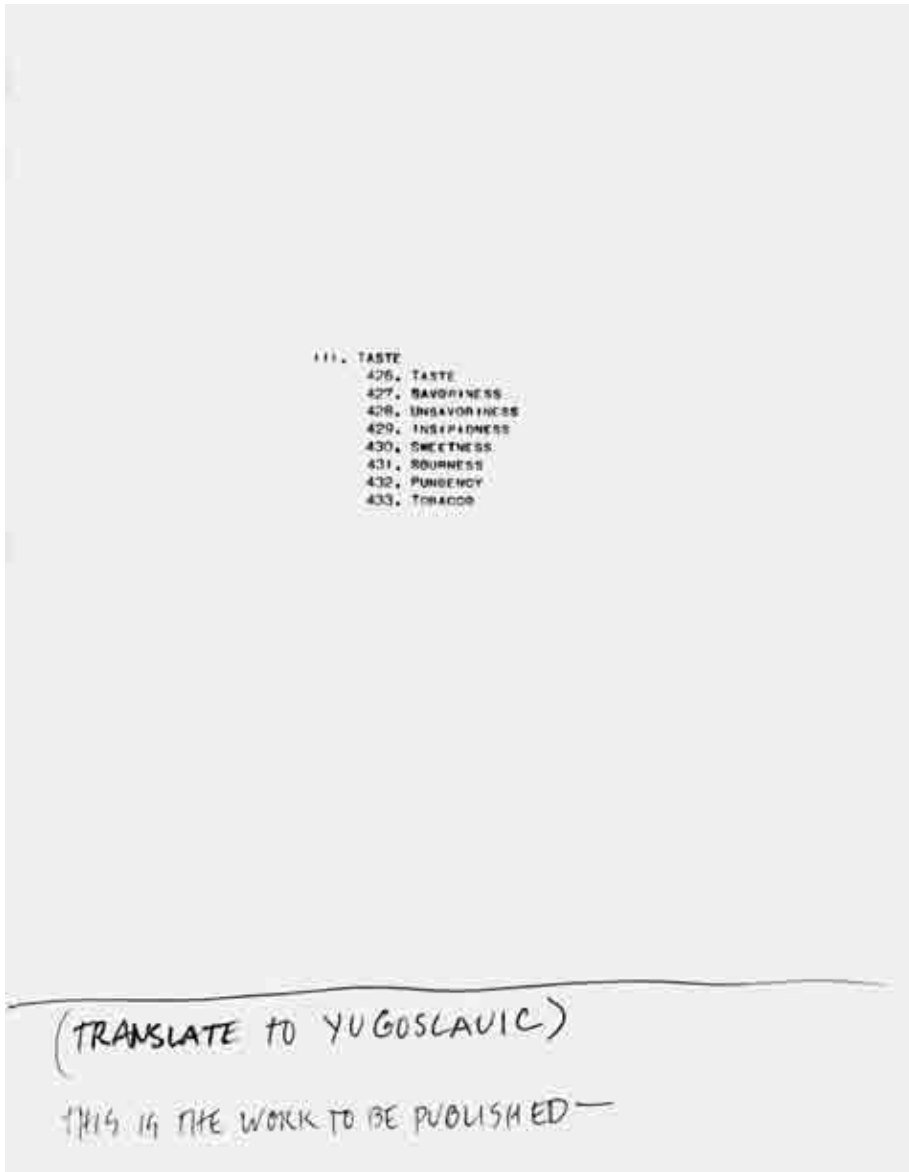 III. TASTE
426. TASTE
427. SAVORINESS
428. UNSAVORINESS
429. INSIPIDNESS
430. SWEETNESS
431. SOURNESS
432. PUNGENCY
433. TOBACCO
(TRANSLATE TO YUGOSLAVIC)
THIS IS THE WORK TO BE PUBLISHED—